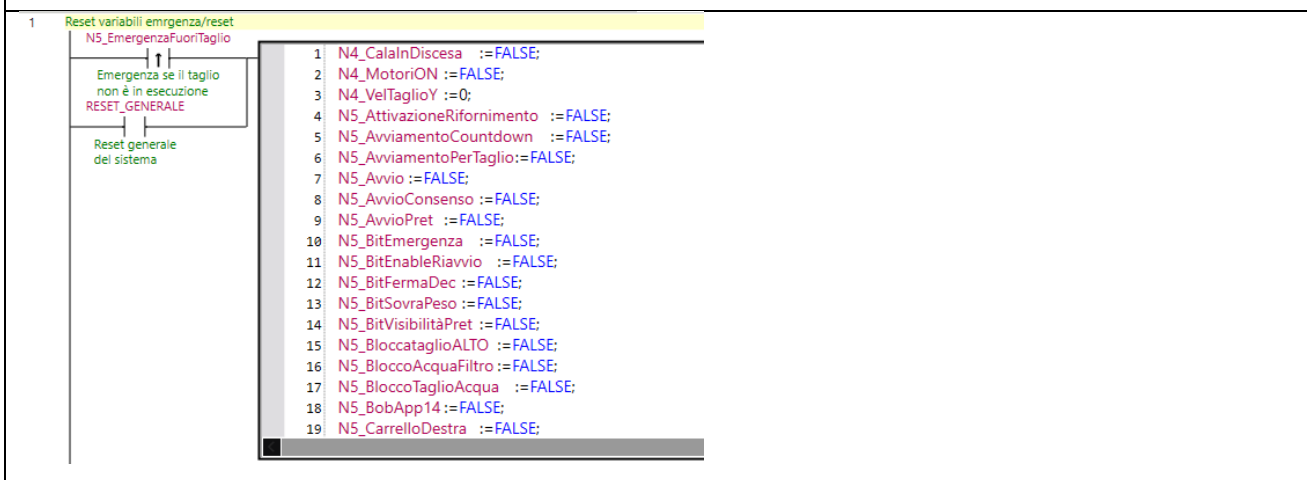 1 Reset variabili emrgenza/reset
N5_EmergenzaFuoriTaglio
Emergenza se il taglio
non è in esecuzione
RESET_GENERALE
Reset generale
del sistema
1 N4_CalaInDiscesa :=FALSE;
2 N4_MotoriON :=FALSE;
3 N4_VelTaglioY :=0;
4 N5_AttivazioneRifornimento :=FALSE;
5 N5_AvviamentoCountdown :=FALSE;
6 N5_AvviamentoPerTaglio:=FALSE;
7 N5_Avvio :=FALSE;
8 N5_AvvioConsenso :=FALSE;
9 N5_AvvioPret :=FALSE;
10 N5_BitEmergenza :=FALSE;
11 N5_BitEnableRiavvio :=FALSE;
12 N5_BitFermaDec :=FALSE;
13 N5_BitSovraPeso :=FALSE;
14 N5_BitVisibilitàPret :=FALSE;
15 N5_BloccataglioALTO :=FALSE;
16 N5_BloccoAcquaFiltro :=FALSE;
17 N5_BloccoTaglioAcqua :=FALSE;
18 N5_BobApp14 :=FALSE;
19 N5_CarrelloDestra :=FALSE;